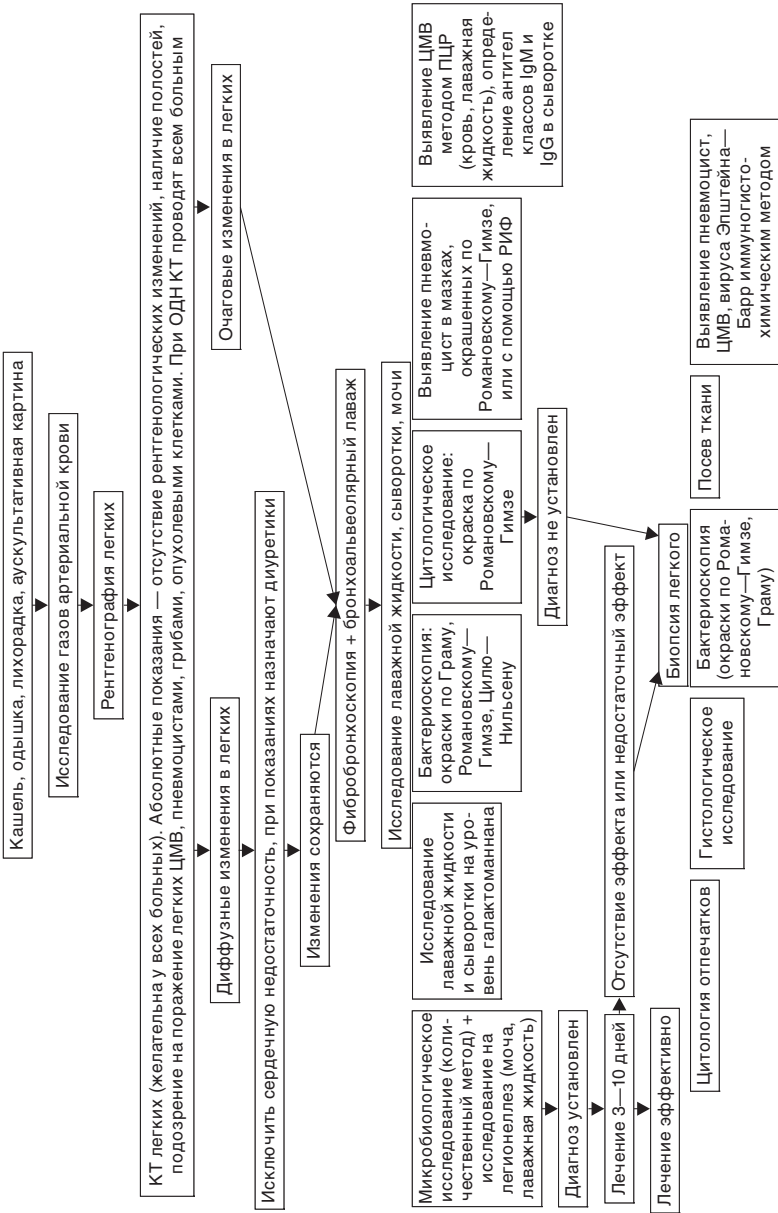 Кашель, одышка, лихорадка, аускультативная картина
Исследование газов артериальной крови
Рентгенография легких
КТ легких (желательна у всех больных). Абсолютные показания — отсутствие рентгенологических изменений, наличие полостей,
подозрение на поражение легких ЦМВ, пневмоцистами, грибами, опухолевыми клетками. При ОДН КТ проводят всем больным
Диффузные изменения в легких
Очаговые изменения в легких
Исключить сердечную недостаточность, при показаниях назначают диуретики
Изменения сохраняются
Фибробронхоскопия + бронхоальвеолярный лаваж
Исследование лаважной жидкости, сыворотки, мочи
Микробиологическое
исследование (коли-
чественный метод) +
исследование на
легионеллез (моча,
лаважная жидкость)
Исследование
лаважной жидкости
и сыворотки на уро-
вень галактоманнана
Бактериоскопия:
окраски по Граму,
Романовскому—
Гимзе, Цилю—
Нильсену
Цитологическое
исследование:
окраска по
Романовскому—
Гимзе
Выявление пневмо-
цист в мазках,
окрашенных по
Романовскому—Гимзе,
или с помощью РИФ
Выявление ЦМВ
методом ПЦР
(кровь, лаважная
жидкость), опреде-
ление антител
классов IgM и
IgG в сыворотке
Диагноз установлен
Диагноз не установлен
Лечение 3—10 дней
Отсутствие эффекта или недостаточный эффект
Лечение эффективно
Биопсия легкого
Цитология отпечатков
Гистологическое
исследование
Бактериоскопия
(окраски по Рома-
новскому—Гимзе,
Граму)
Посев ткани
Выявление пневмоцист,
ЦМВ, вируса Эпштейна—
Барр иммуногисто-
химическим методом